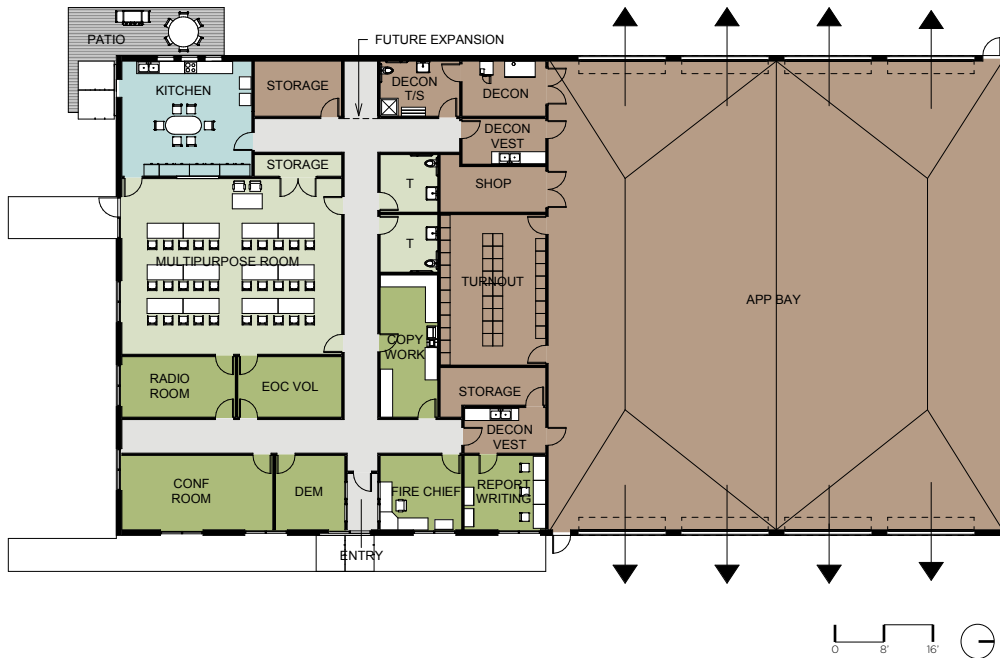 PATIO
FUTURE EXPANSION
KITCHEN
STORAGE
DECON
T/S
DECON
DECON
VEST
STORAGE
T
SHOP
T
MULTIPURPOSE ROOM
TURNOUT
APP BAY
COPY
WORK
RADIO
ROOM
EOC VOL
STORAGE
DECON
VEST
CONF
ROOM
DEM
FIRE CHIEF
REPORT
WRITING
ENTRY
0 8' 16'